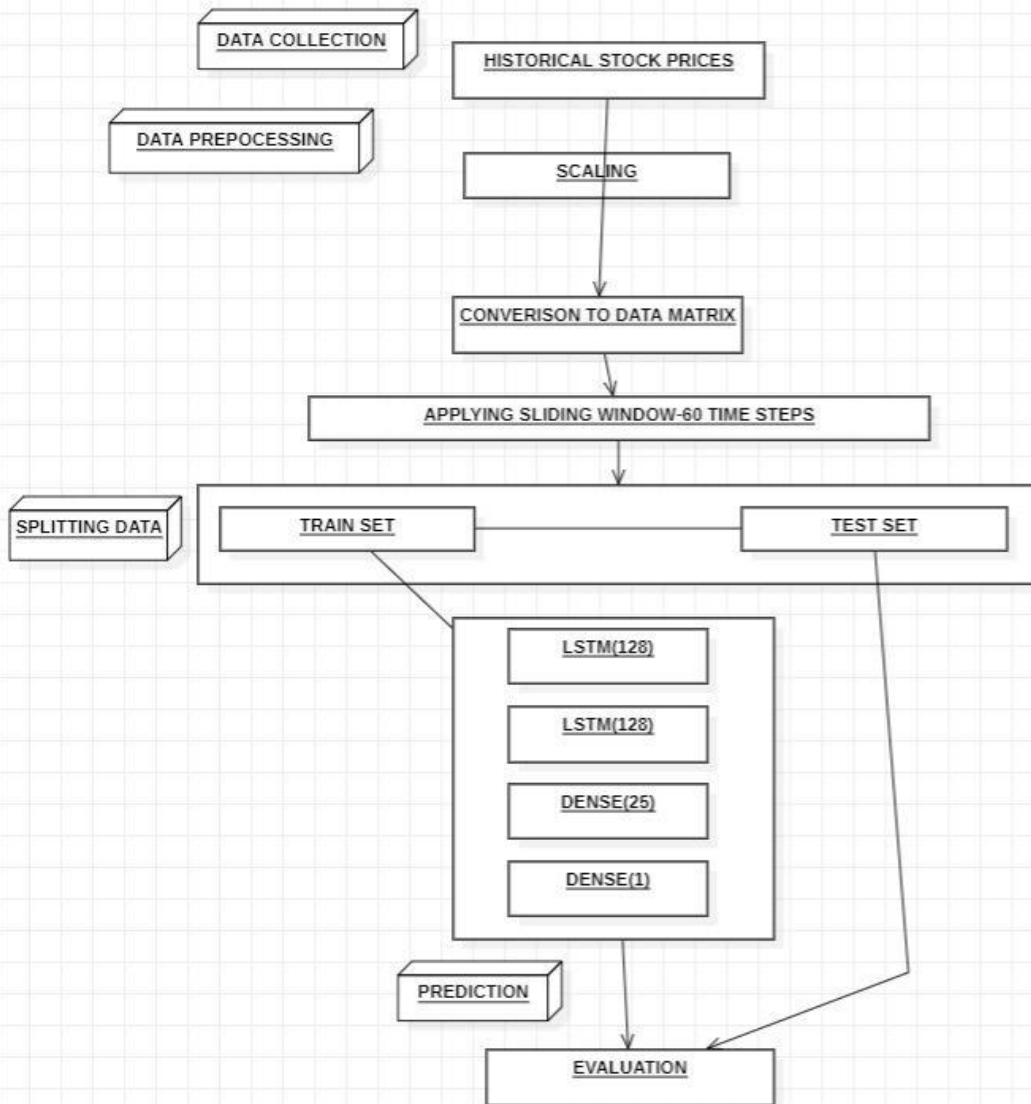 DATA COLLECTION
HISTORICAL STOCK PRICES
DATA PREPOCESSING
SCALING
CONVERISON TO DATA MATRIX
APPLYING SLIDING WINDOW-60 TIME STEPS
SPLITTING DATA
TRAIN SET
TEST SET
LSTM(128)
LSTM(128)
DENSE(25)
DENSE(1)
PREDICTION
EVALUATION